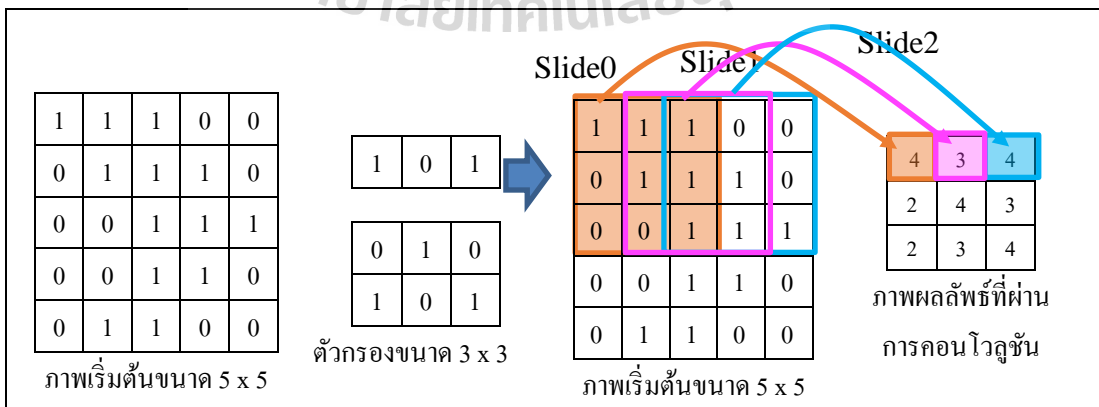 1 1 1 0 0
0 1 1 1 0
0 0 1 1 1
0 0 1 1 0
0 1 1 0 0
ภาพเริ่มต้นขนาด 5 x 5
1 0 1
0 1 0
1 0 1
ตัวกรองขนาด 3 x 3
Slide0
Slide1
Slide2
1 1 1 0 0
0 1 1 1 0
0 0 1 1 1
0 0 1 1 0
0 1 1 0 0
ภาพเริ่มต้นขนาด 5 x 5
4 3 4
2 4 3
2 3 4
ภาพผลลัพธ์ที่ผ่าน
การคอนโวลูชัน